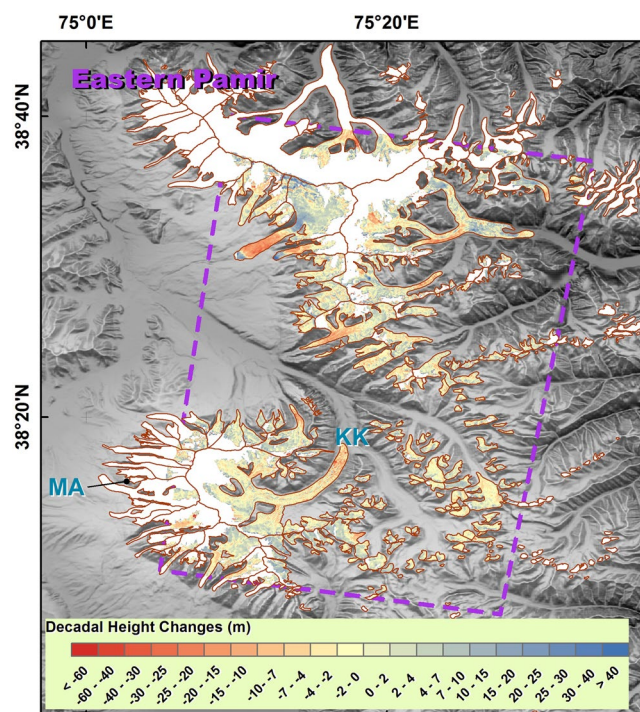 75°0'E
75°20'E
Eastern Pamir
38°40'N
38°20'N
KK
MA
Decadal Height Changes (m)
< -60
-60 - -40
-40 - -30
-30 - -25
-25 - -20
-20 - -15
-15 - -10
-10 - -7
-7 - -4
-4 - -2
-2 - 0
0 - 2
2 - 4
4 - 7
7 - 10
10 - 15
15 - 20
20 - 25
25 - 30
30 - 40
> 40